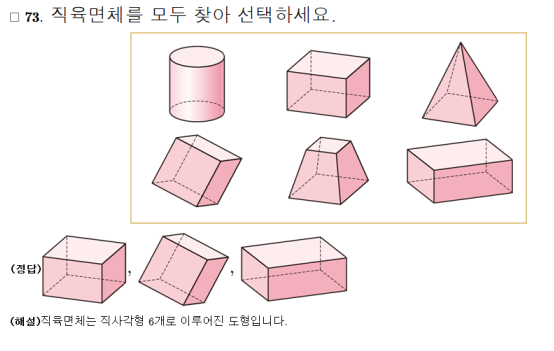 □ 73. 직육면체를 모두 찾아 선택하세요.
(정답) , ,
(해설)직육면체는 직사각형 6개로 이루어진 도형입니다.